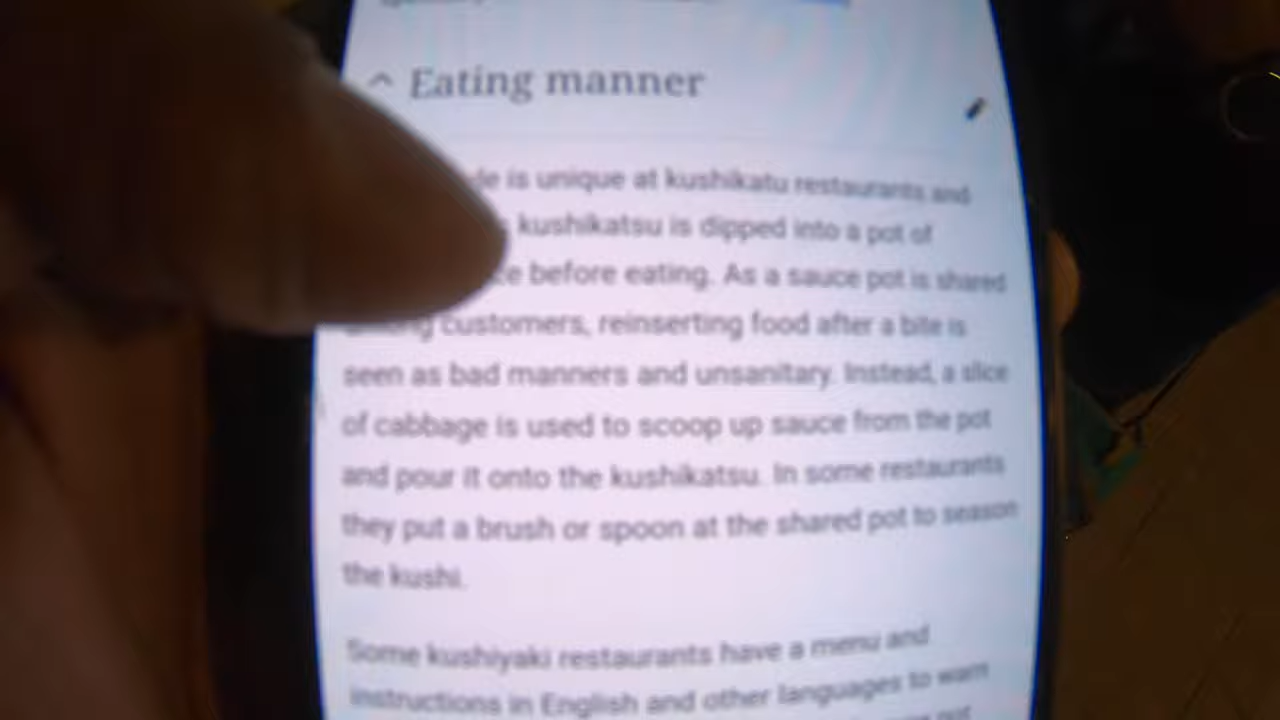 Eating manner
is unique at kushikatu restaurants and
kushikatsu is dipped into a pot of
before eating. As a sauce pot is shared
customers, reinserting food after a bite is
seen as bad manners and unsanitary. Instead, a slice
of cabbage is used to scoop up sauce from the pot
and pour it onto the kushikatsu. In some restaurants
they put a brush or spoon at the shared pot to season
the kushi.
Some kushiyaki restaurants have a menu and
instructions in English and other languages to warn